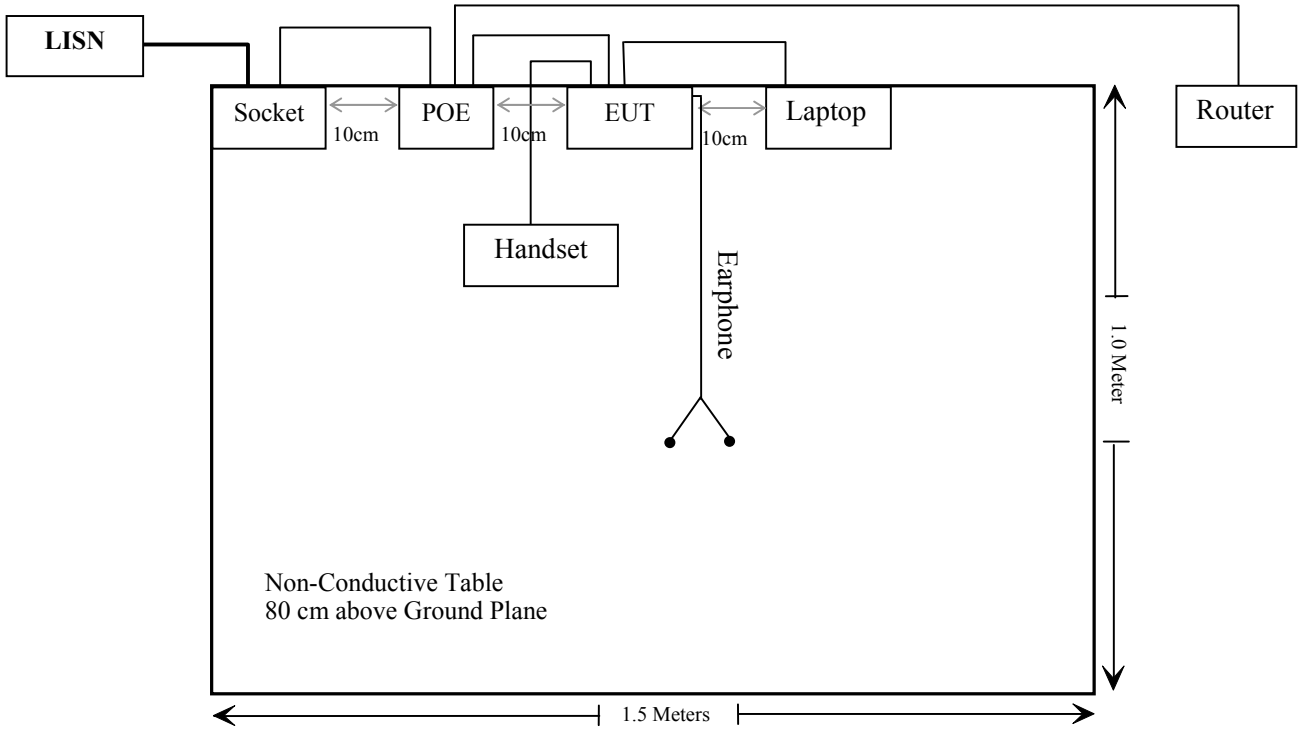 LISN
Socket
POE
EUT
Laptop
Router
10cm
10cm
10cm
Handset
Earphone
1.0 Meter
Non-Conductive Table
80 cm above Ground Plane
1.5 Meters